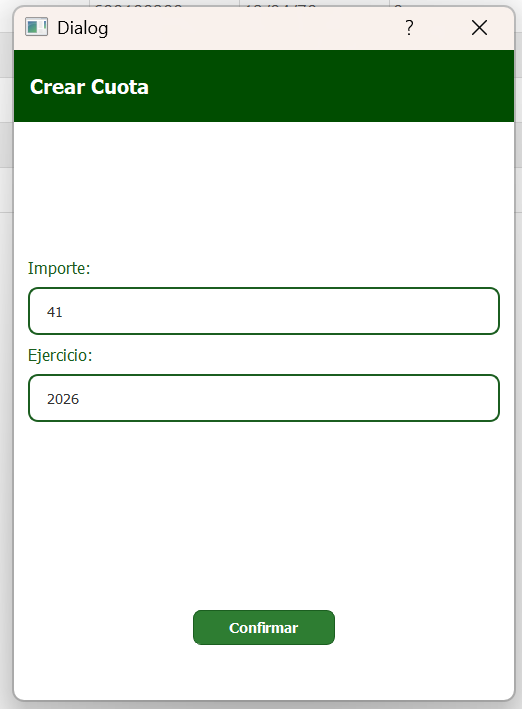 Dialog
?
Crear Cuota
Importe:
41
Ejercicio:
2026
Confirmar